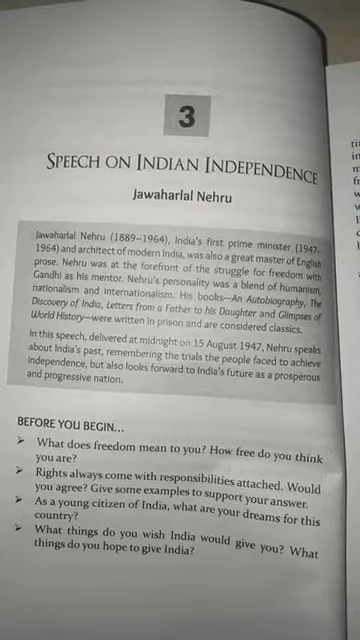 3
SPEECH ON INDIAN INDEPENDENCE
Jawaharlal Nehru
Jawaharlal Nehru (1889–1964), India's first prime minister (1947–
1964) and architect of modern India, was also a great master of English
prose. Nehru was at the forefront of the struggle for freedom with
Gandhi as his mentor. Nehru's personality was a blend of humanism,
nationalism and internationalism. His books—An Autobiography, The
Discovery of India, Letters from a Father to his Daughter and Glimpses of
World History—were written in prison and are considered classics.
In this speech, delivered at midnight on 15 August 1947, Nehru speaks
about India's past, remembering the trials the people faced to achieve
independence, but also looks forward to India's future as a prosperous
and progressive nation.
BEFORE YOU BEGIN...
➤ What does freedom mean to you? How free do you think
you are?
➤ Rights always come with responsibilities attached. Would
you agree? Give some examples to support your answer.
➤ As a young citizen of India, what are your dreams for this
country?
➤ What things do you wish India would give you? What
things do you hope to give India?